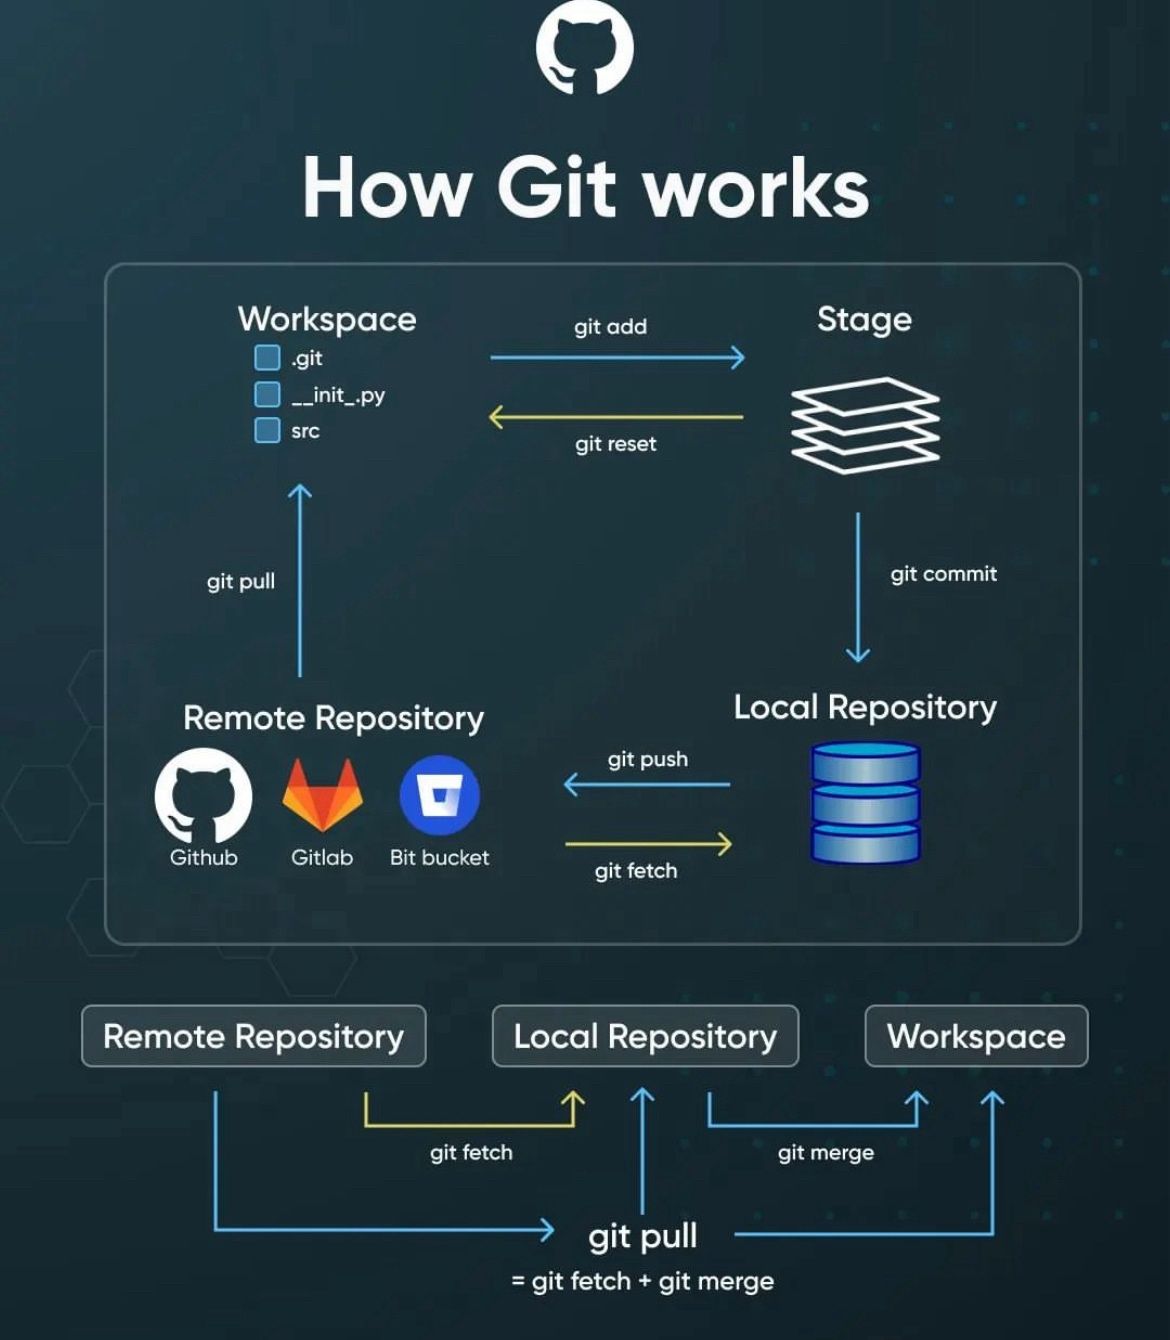 How Git works
Workspace
.git
__init_.py
src
git add
git reset
Stage
git pull
git commit
Remote Repository
Github
Gitlab
Bit bucket
git push
git fetch
Local Repository
Remote Repository
Local Repository
Workspace
git fetch
git merge
git pull
= git fetch + git merge